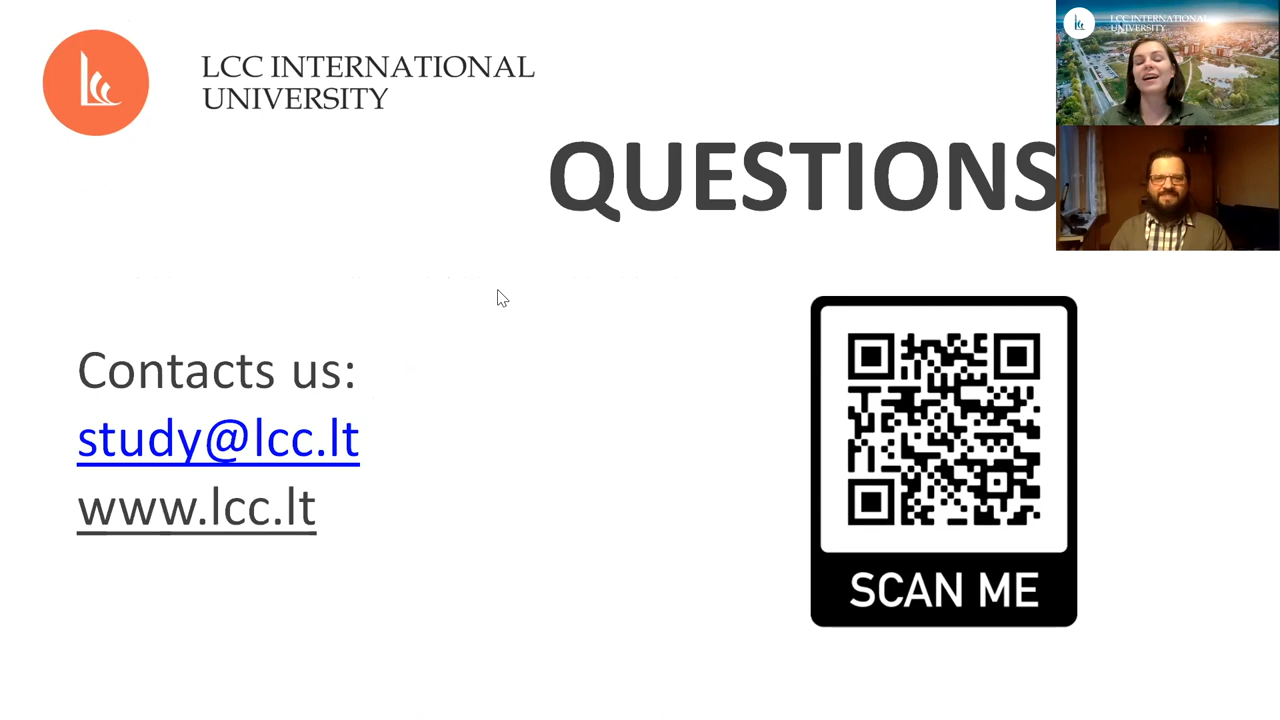 LCC INTERNATIONAL
UNIVERSITY
LCC INTERNATIONAL
UNIVERSITY
QUESTIONS
Contacts us:
study@lcc.lt
www.lcc.lt
SCAN ME